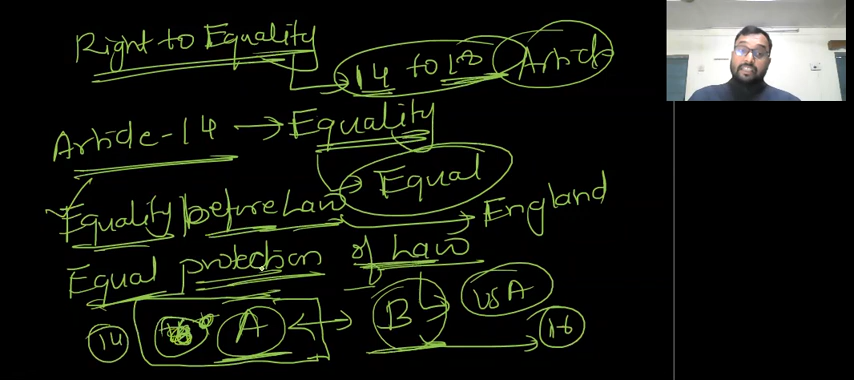 Right to Equality
14 to 18 Article
Article-14 → Equality
Equal
Equality before Law → England
Equal protection of Law
14 A B USA 16